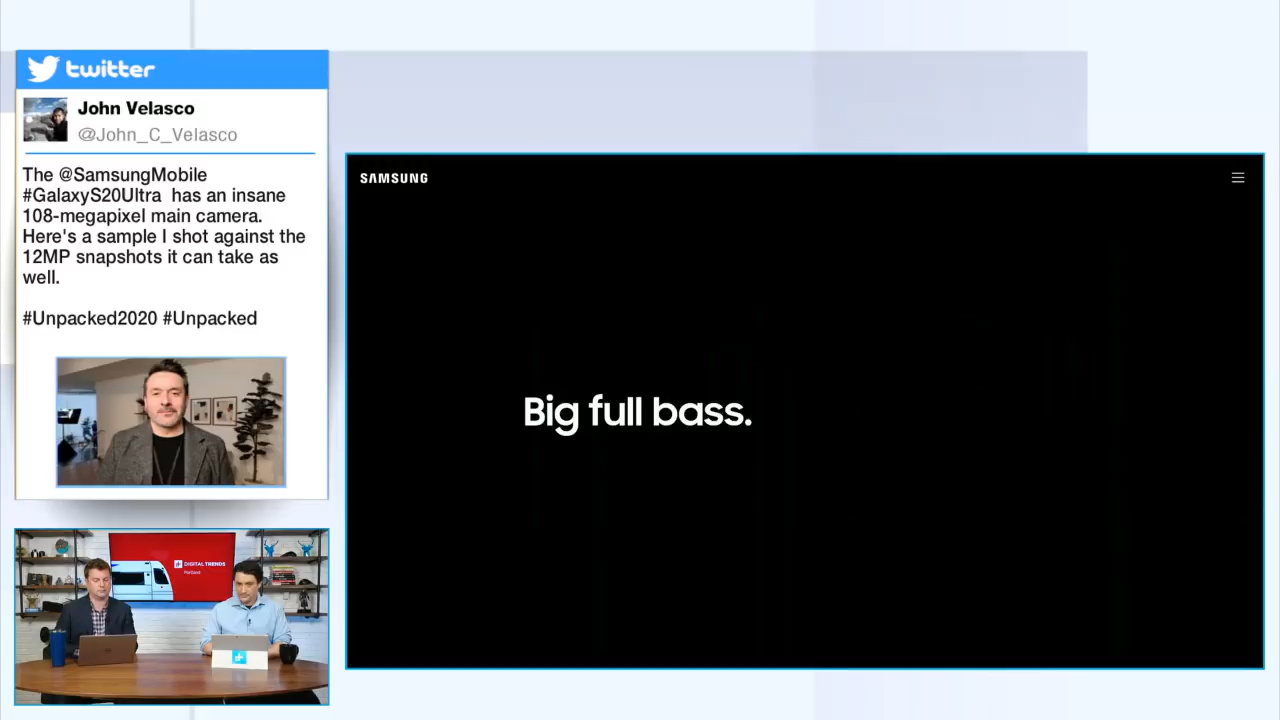 twitter
John Velasco
@John_C_Velasco
The @SamsungMobile
#GalaxyS20Ultra has an insane
108-megapixel main camera.
Here's a sample I shot against the
12MP snapshots it can take as
well.
#Unpacked2020 #Unpacked
SAMSUNG
Big full bass.
DIGITAL TRENDS
Portland